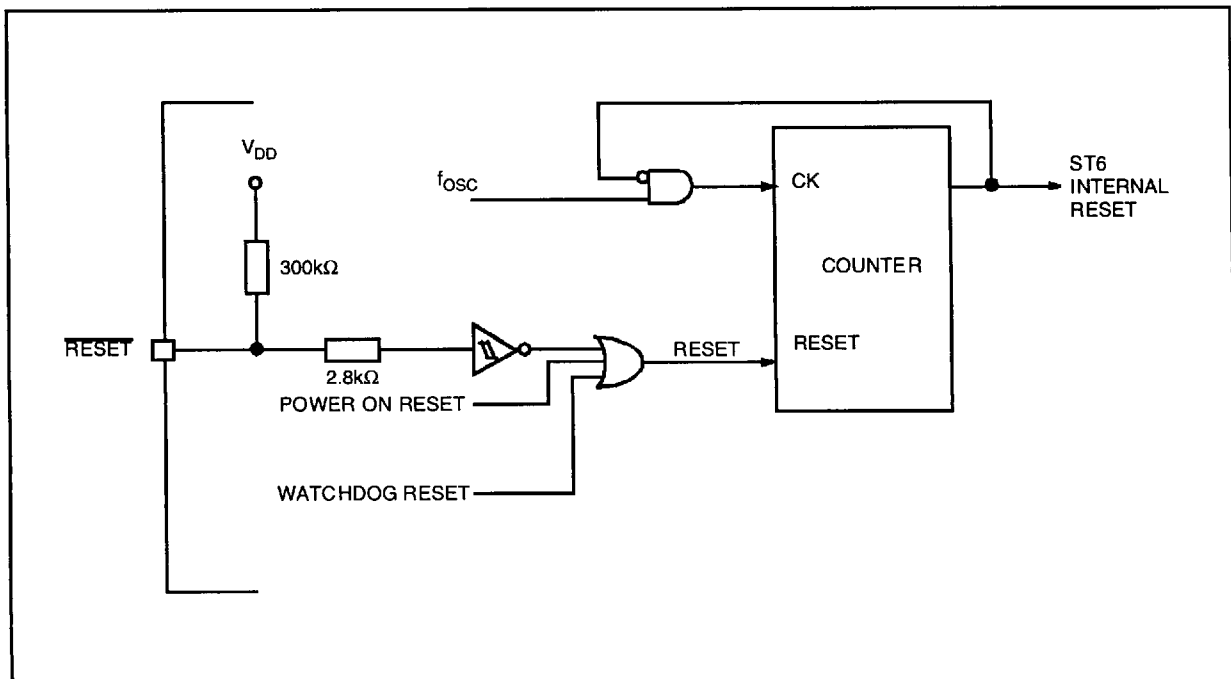 V_DD
300kΩ
RESET
2.8kΩ
POWER ON RESET
WATCHDOG RESET
f_OSC
RESET
CK
COUNTER
RESET
ST6
INTERNAL
RESET